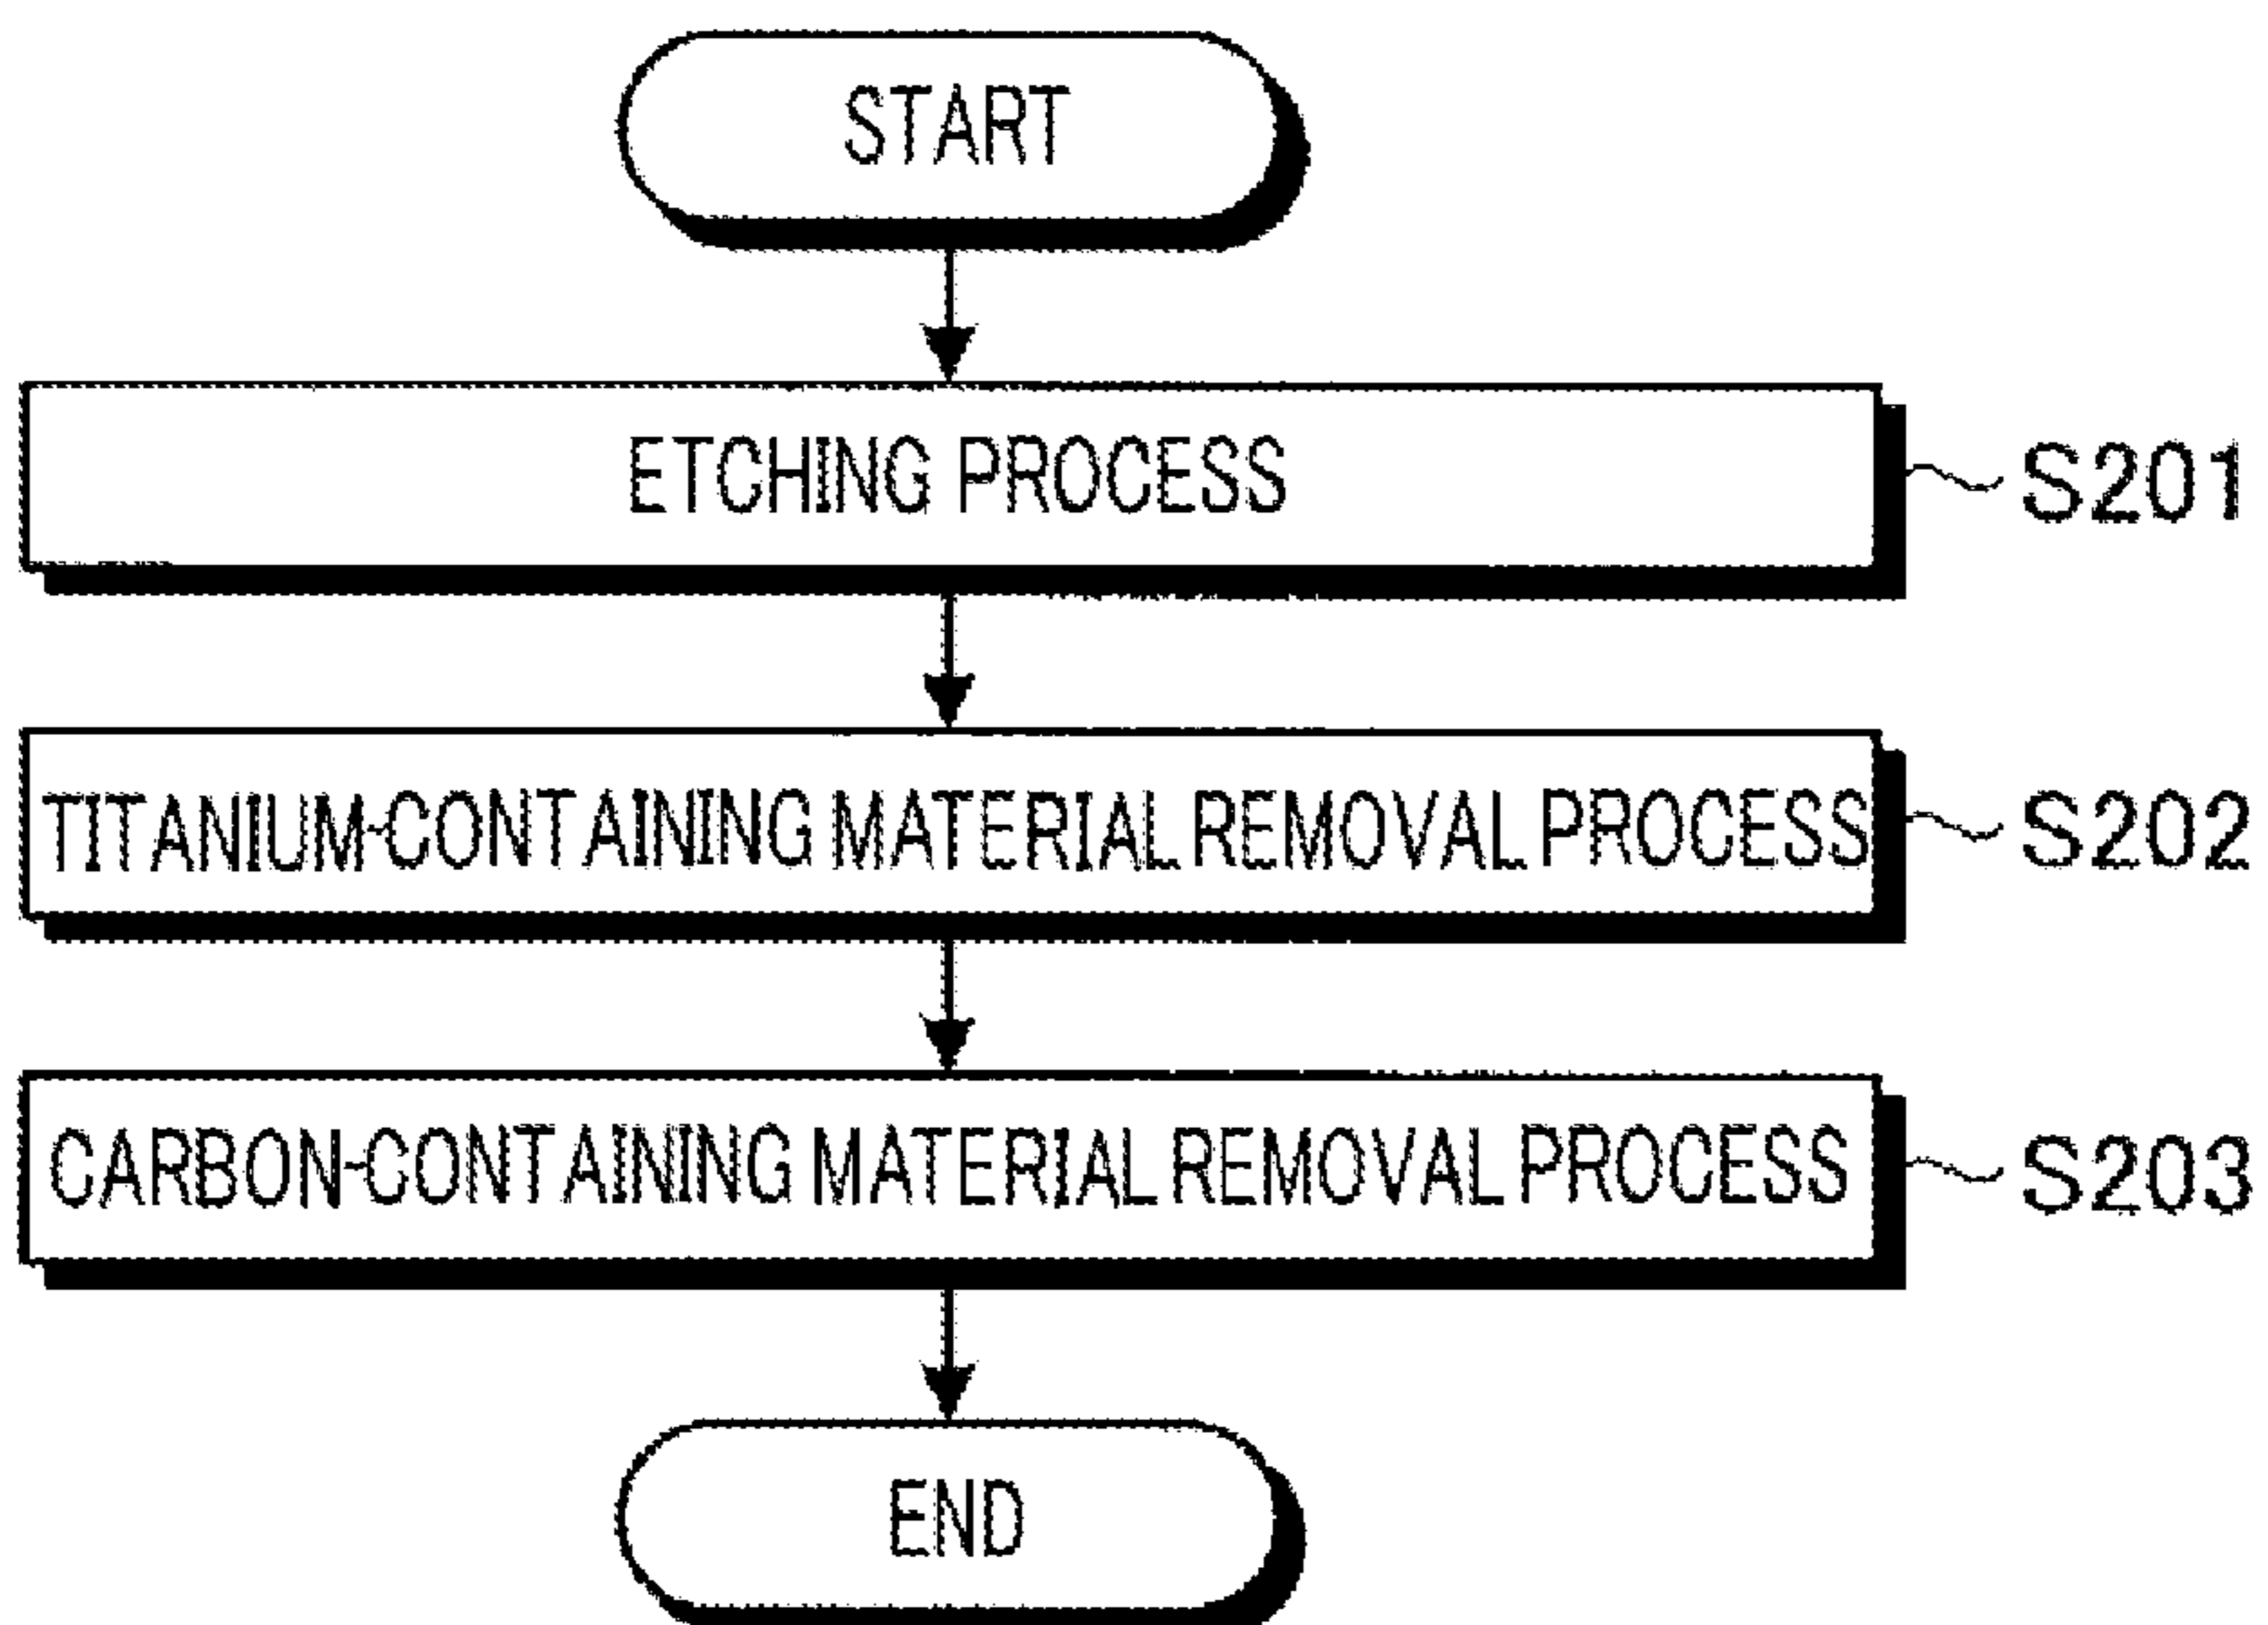 START
ETCHING PROCESS S201
TITANIUM-CONTAINING MATERIAL REMOVAL PROCESS S202
CARBON-CONTAINING MATERIAL REMOVAL PROCESS S203
END